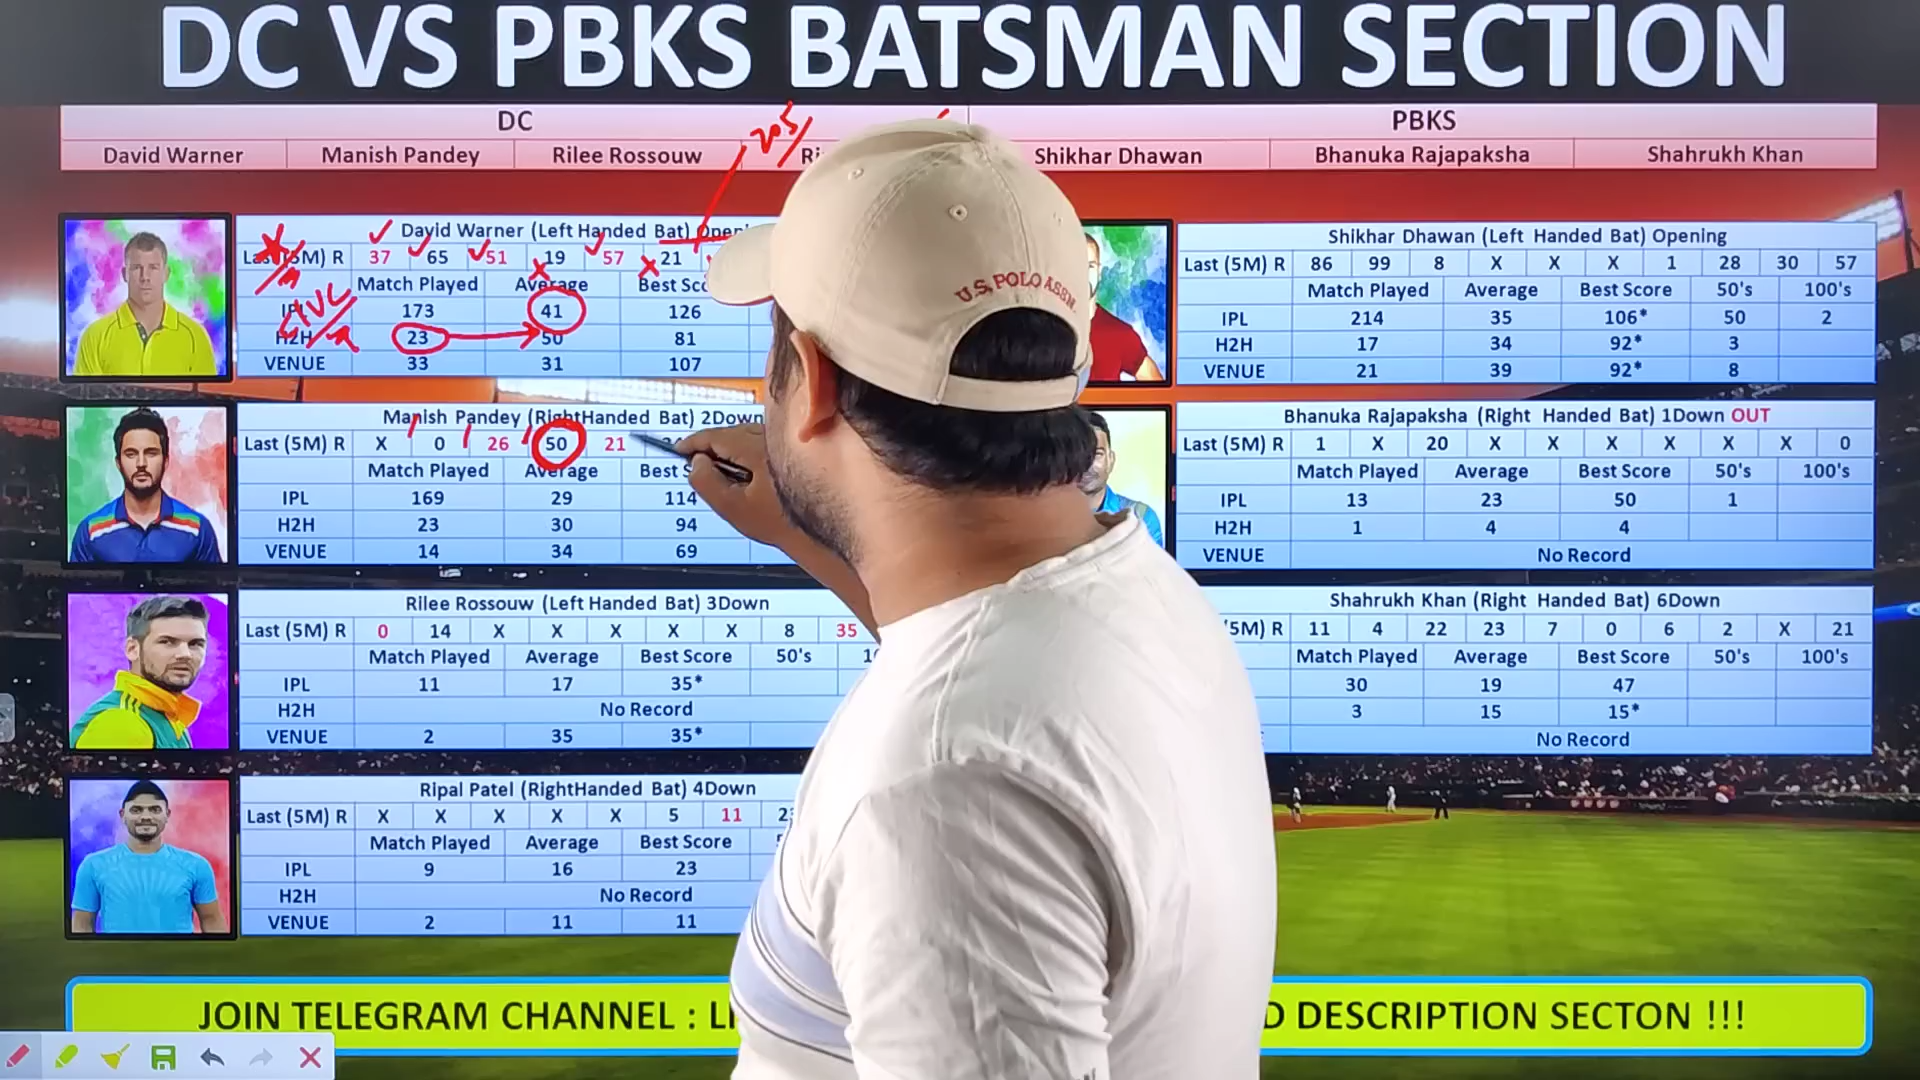 DC VS PBKS BATSMAN SECTION
DC PBKS
David Warner Manish Pandey Rilee Rossouw Shikhar Dhawan Bhanuka Rajapaksha Shahrukh Khan
205/
David Warner (Left Handed Bat)
(5M) R 37 65 51 19 57 21
Match Played Average
IPL 173 41 126
H2H 23 50 81
VENUE 33 31 107
Manish Pandey (RightHanded Bat) 2Down
Last (5M) R X 0 26 50 21
Match Played Average Best
IPL 169 29 114
H2H 23 30 94
VENUE 14 34 69
Rilee Rossouw (Left Handed Bat) 3Down
Last (5M) R 0 14 X X X X X 8 35
Match Played Average Best Score 50's
IPL 11 17 35*
H2H No Record
VENUE 2 35 35*
Ripal Patel (RightHanded Bat) 4Down
Last (5M) R X X X X X 5 11
Match Played Average Best Score
IPL 9 16 23
H2H No Record
VENUE 2 11 11
Shikhar Dhawan (Left Handed Bat) Opening
Last (5M) R 86 99 8 X X X 1 28 30 57
Match Played Average Best Score 50's 100's
IPL 214 35 106* 50 2
H2H 17 34 92* 3
VENUE 21 39 92* 8
Bhanuka Rajapaksha (Right Handed Bat) 1Down OUT
Last (5M) R 1 X 20 X X X X X X 0
Match Played Average Best Score 50's 100's
IPL 13 23 50 1
H2H 1 4 4
VENUE No Record
Shahrukh Khan (Right Handed Bat) 6Down
(5M) R 11 4 22 23 7 0 6 2 X 21
Match Played Average Best Score 50's 100's
30 19 47
3 15 15*
No Record
U.S. POLO ASSN.
JOIN TELEGRAM CHANNEL : DESCRIPTION SECTON !!!